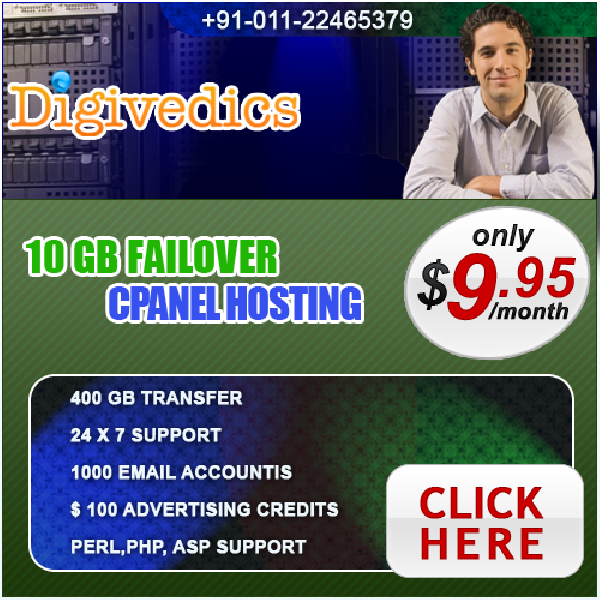 +91-011-22465379
Digivedics
10 GB FAILOVER
CPANEL HOSTING
only
$9.95
/month
400 GB TRANSFER
24 X 7 SUPPORT
1000 EMAIL ACCOUNTIS
$ 100 ADVERTISING CREDITS
PERL,PHP, ASP SUPPORT
CLICK
HERE